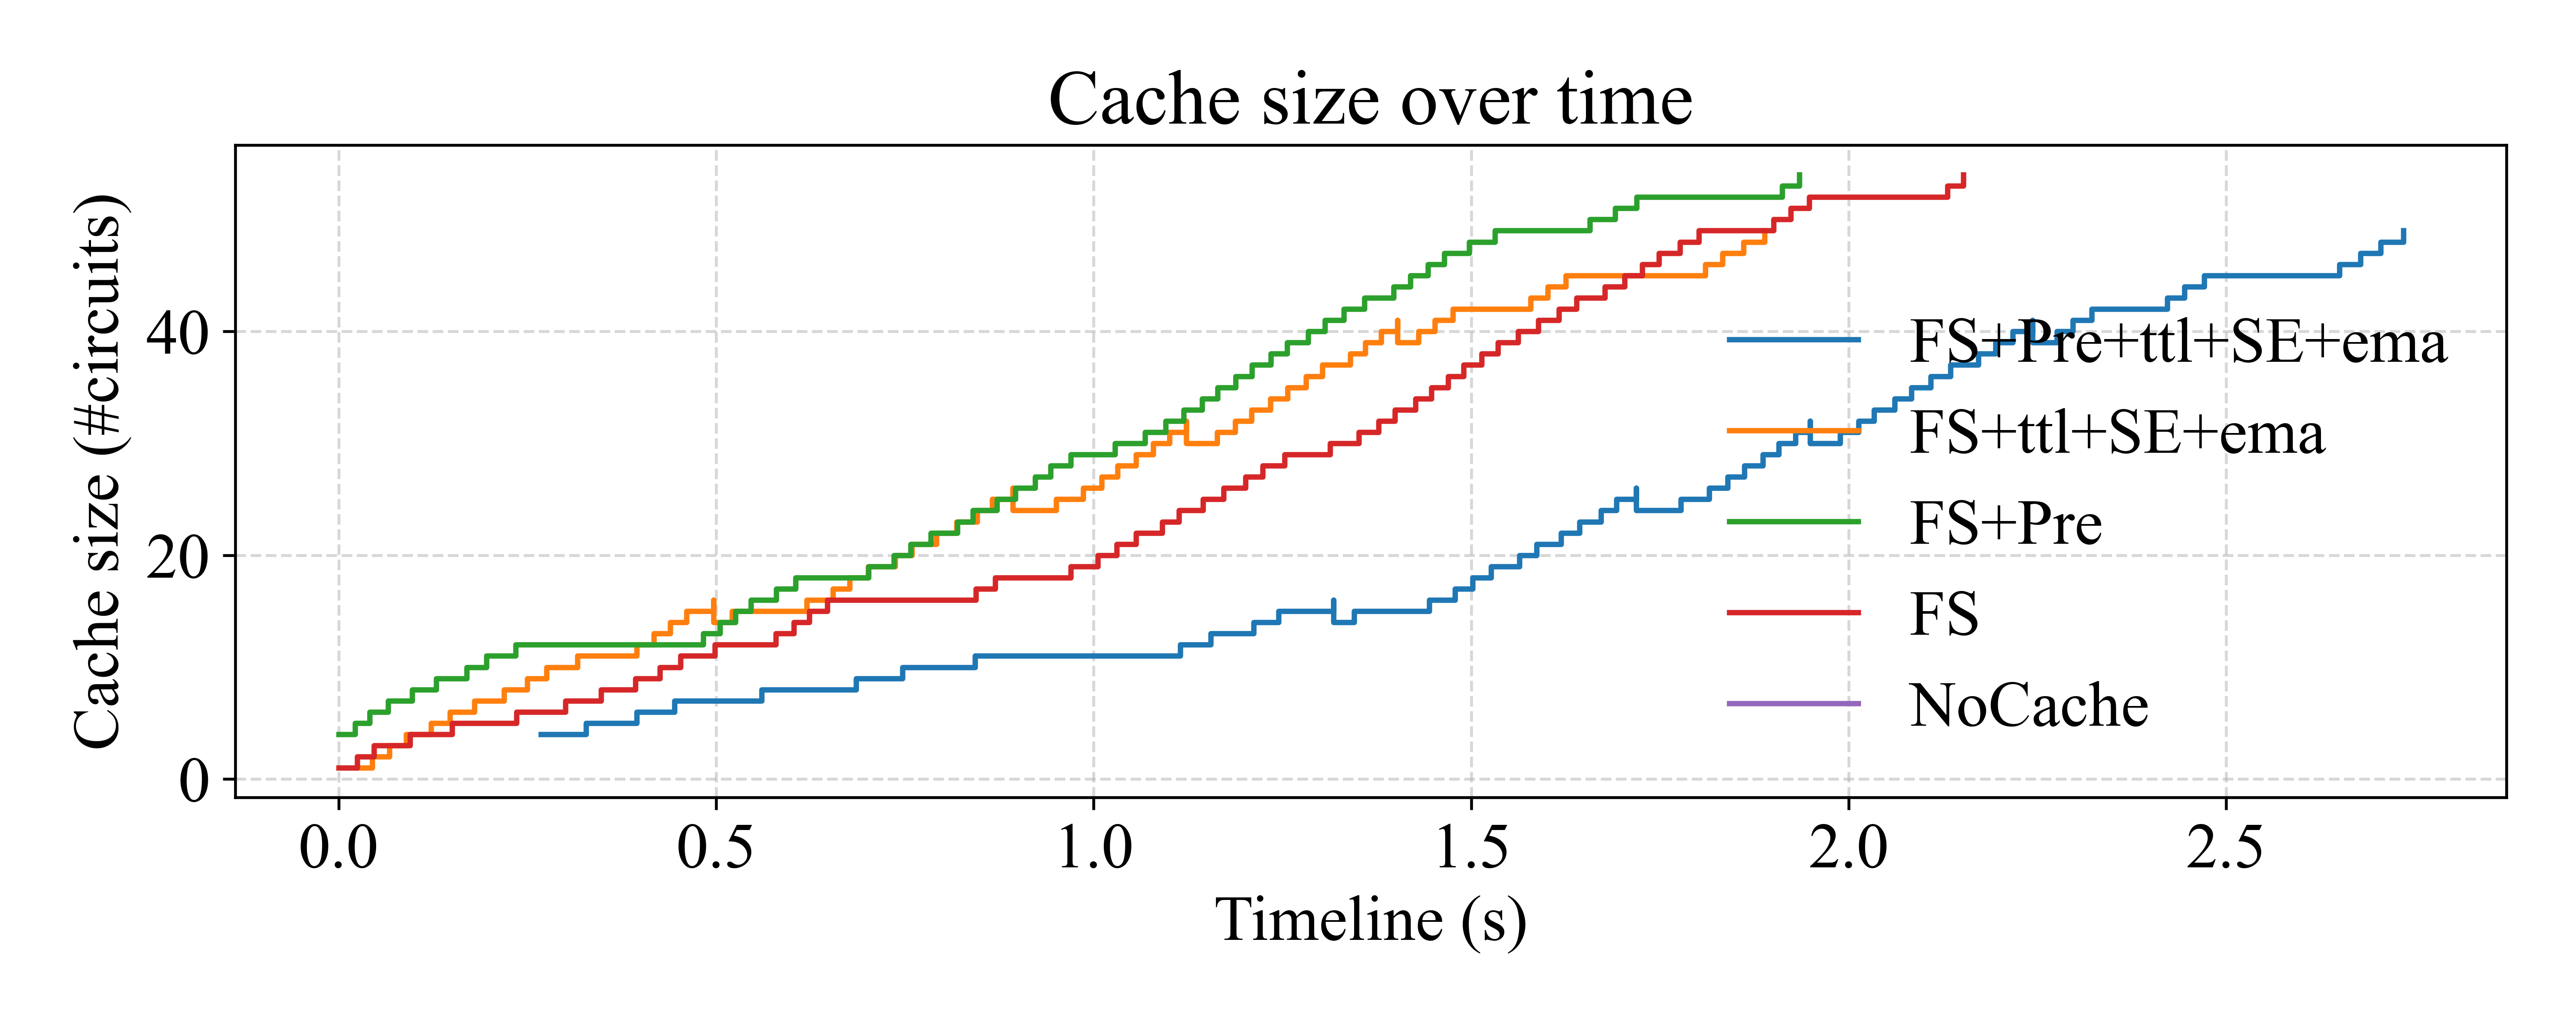 Cache size over time
Cache size (#circuits)
40
20
0
FS+Pre+ttl+SE+ema
FS+ttl+SE+ema
FS+Pre
FS
NoCache
0.0 0.5 1.0 1.5 2.0 2.5
Timeline (s)